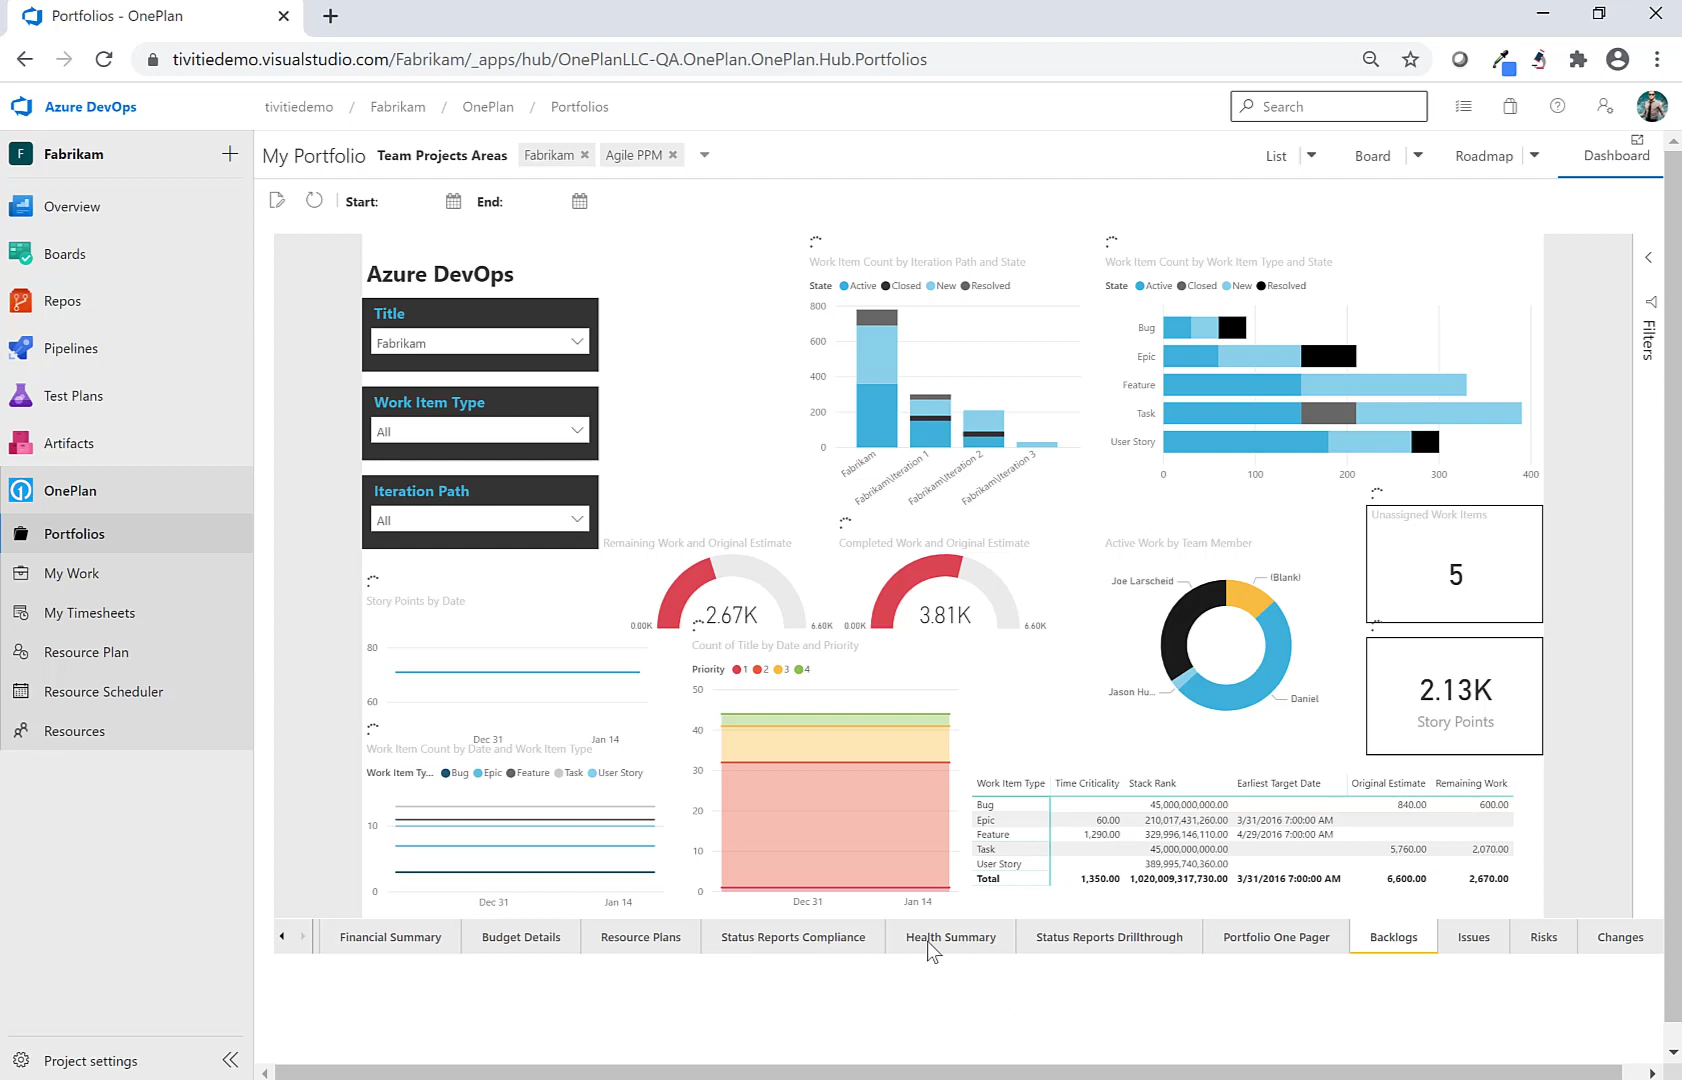 Portfolios - OnePlan
tivitiedemo.visualstudio.com/Fabrikam/_apps/hub/OnePlanLLC-QA.OnePlan.OnePlan.Hub.Portfolios
Azure DevOps
tivitiedemo / Fabrikam / OnePlan / Portfolios
Search
F Fabrikam
Overview
Boards
Repos
Pipelines
Test Plans
Artifacts
OnePlan
Portfolios
My Work
My Timesheets
Resource Plan
Resource Scheduler
Resources
Project settings
My Portfolio Team Projects Areas Fabrikam Agile PPM
List Board Roadmap Dashboard
Start: End:
Azure DevOps
Title
Fabrikam
Work Item Type
All
Iteration Path
All
Work Item Count by Iteration Path and State
State Active Closed New Resolved
800
600
400
200
0
Fabrikam
Fabrikam\Iteration 1
Fabrikam\Iteration 2
Fabrikam\Iteration 3
Work Item Count by Work Item Type and State
State Active Closed New Resolved
Bug
Epic
Feature
Task
User Story
0 100 200 300 400
Filters
Remaining Work and Original Estimate
2.67K
0.00K 6.60K
Completed Work and Original Estimate
3.81K
0.00K 6.60K
Active Work by Team Member
Joe Larscheid
(Blank)
Jason Hu...
Daniel
Unassigned Work Items
5
2.13K
Story Points
Story Points by Date
80
60
Dec 31 Jan 14
Work Item Count by Date and Work Item Type
Work Item Ty... Bug Epic Feature Task User Story
10
0
Dec 31 Jan 14
Count of Title by Date and Priority
Priority 1 2 3 4
50
40
30
20
10
0
Dec 31 Jan 14
Work Item Type Time Criticality Stack Rank Earliest Target Date Original Estimate Remaining Work
Bug 45,000,000,000.00 840.00 600.00
Epic 60.00 210,017,431,260.00 3/31/2016 7:00:00 AM
Feature 1,290.00 329,996,146,110.00 4/29/2016 7:00:00 AM
Task 45,000,000,000.00 5,760.00 2,070.00
User Story 389,995,740,360.00
Total 1,350.00 1,020,009,317,730.00 3/31/2016 7:00:00 AM 6,600.00 2,670.00
Financial Summary Budget Details Resource Plans Status Reports Compliance Health Summary Status Reports Drillthrough Portfolio One Pager Backlogs Issues Risks Changes